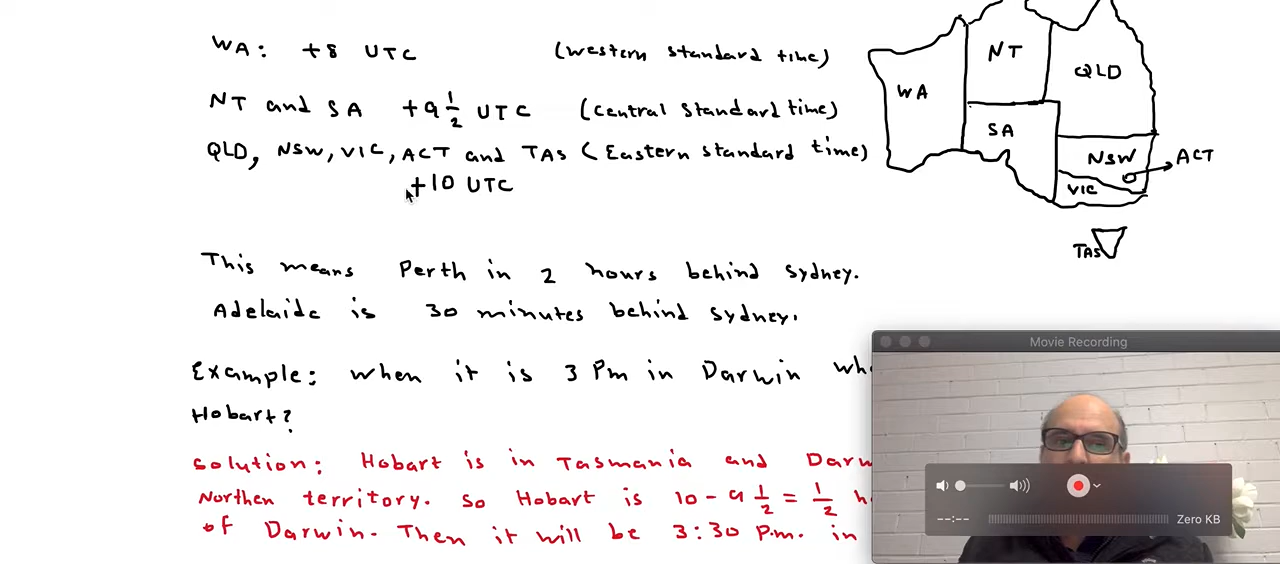 WA: +8 UTC (western standard time)
NT and SA +9 1/2 UTC (central standard time)
QLD, NSW, VIC, ACT and TAS (Eastern standard time)
+10 UTC
This means Perth in 2 hours behind Sydney.
Adelaide is 30 minutes behind Sydney.
Example: when it is 3 Pm in Darwin
Hobart?
Solution: Hobart is in Tasmania and
Northen territory. So Hobart is 10 - 9 1/2 = 1/2
of Darwin. Then it will be 3:30 P.m. in
WA
NT
QLD
SA
NSW
ACT
VIC
TAS
Movie Recording
--:--
Zero KB